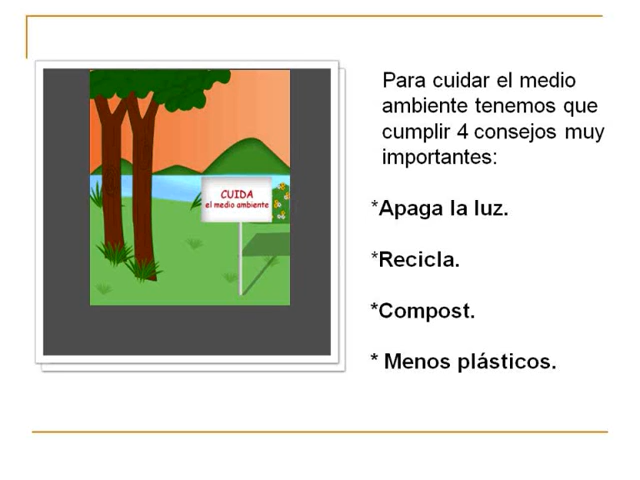 CUIDA
el medio ambiente
Para cuidar el medio
ambiente tenemos que
cumplir 4 consejos muy
importantes:
*Apaga la luz.
*Recicla.
*Compost.
* Menos plásticos.